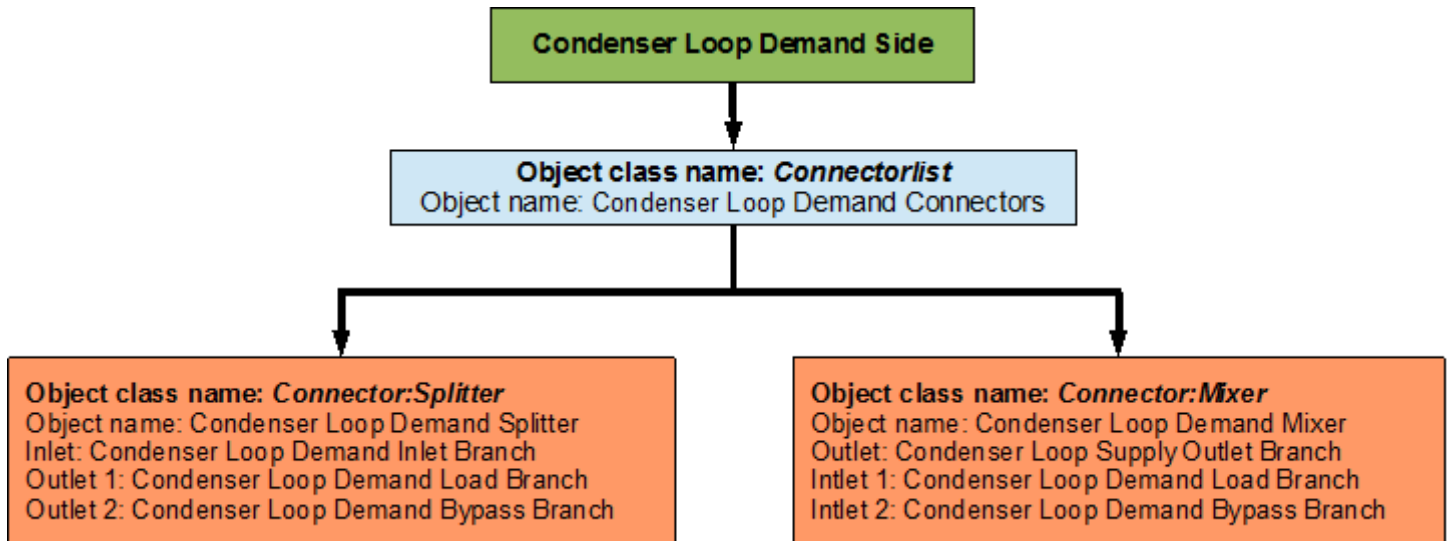 Condenser Loop Demand Side
Object class name: Connectorlist
Object name: Condenser Loop Demand Connectors
Object class name: Connector:Splitter
Object name: Condenser Loop Demand Splitter
Inlet: Condenser Loop Demand Inlet Branch
Outlet 1: Condenser Loop Demand Load Branch
Outlet 2: Condenser Loop Demand Bypass Branch
Object class name: Connector:Mixer
Object name: Condenser Loop Demand Mixer
Outlet: Condenser Loop Supply Outlet Branch
Intlet 1: Condenser Loop Demand Load Branch
Intlet 2: Condenser Loop Demand Bypass Branch